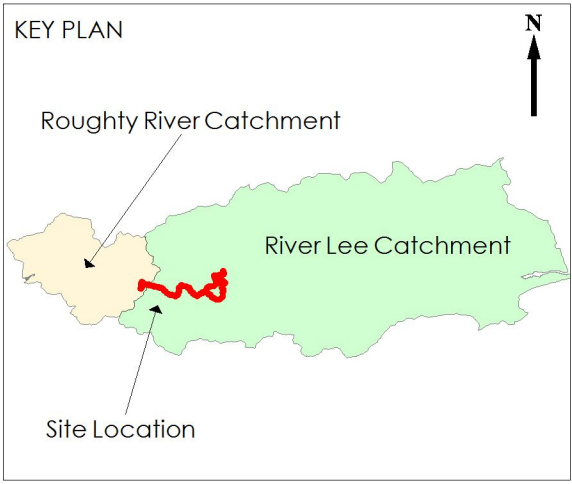 KEY PLAN
N
Roughty River Catchment
River Lee Catchment
Site Location